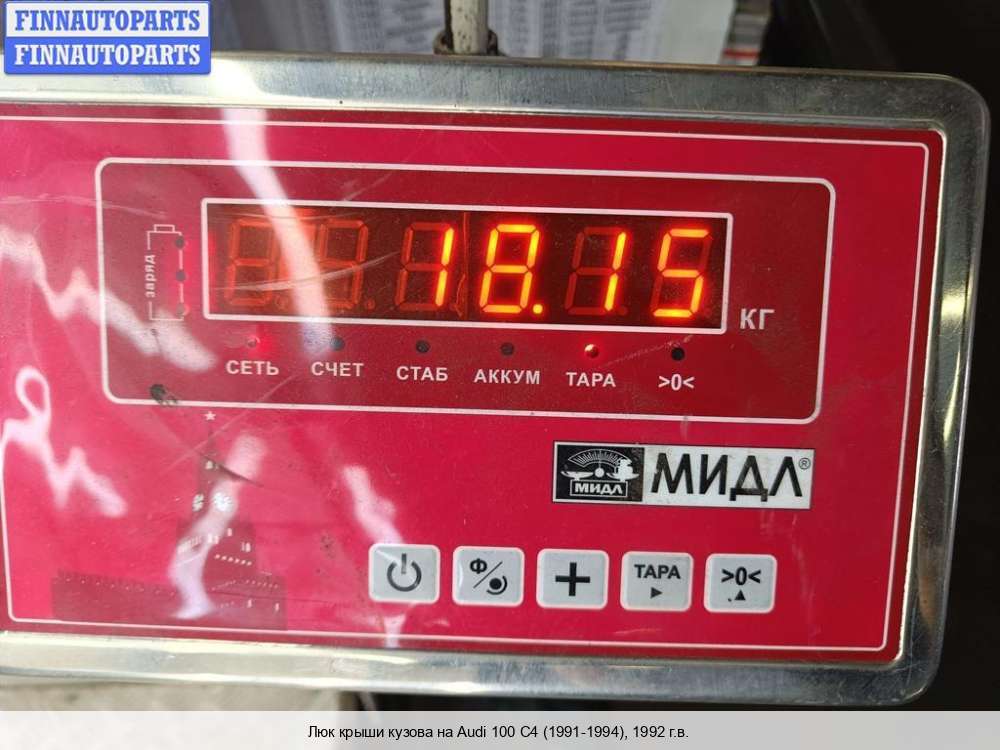 FINNAUTOPARTS
FINNAUTOPARTS
заряд
18.15
КГ
СЕТЬ
СЧЕТ
СТАБ
АККУМ
ТАРА
>0<
МИДЛ
МИДЛ®
Ф
+
ТАРА
>0<
Люк крыши кузова на Audi 100 C4 (1991-1994), 1992 г.в.